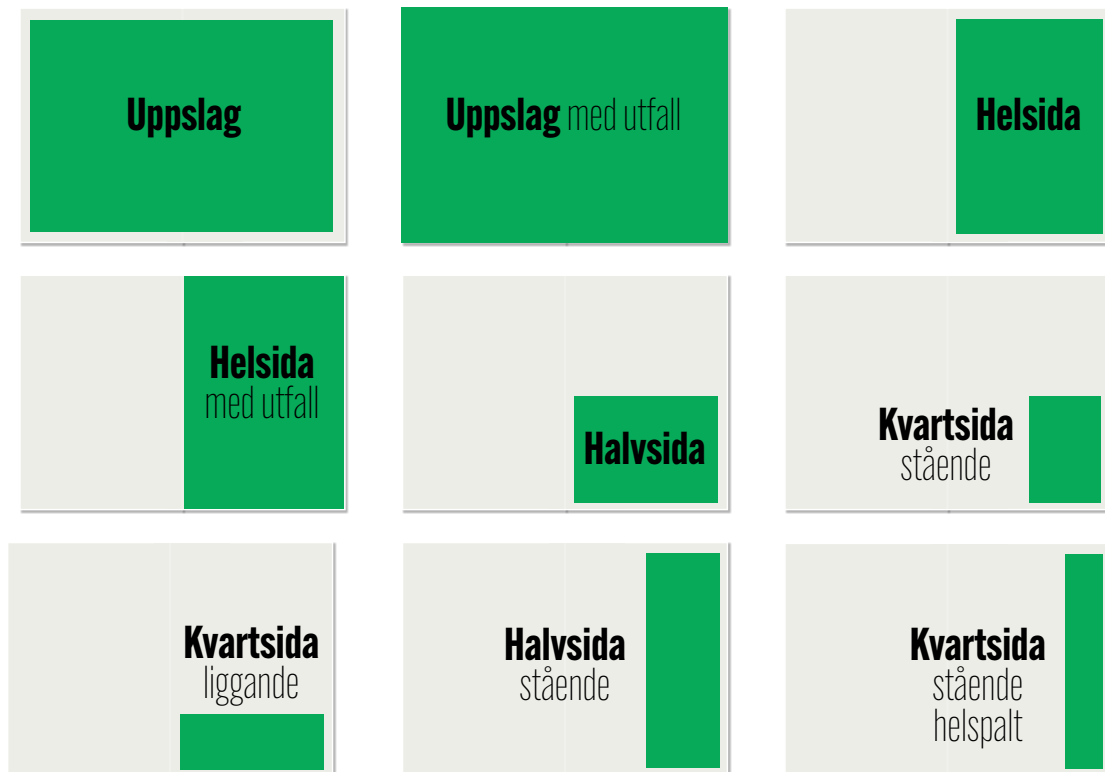 Uppslag
Uppslag med utfall
Helsida
Helsida
med utfall
Halvsida
Kvartsida
stående
Kvartsida
liggande
Halvsida
stående
Kvartsida
stående
helspalt